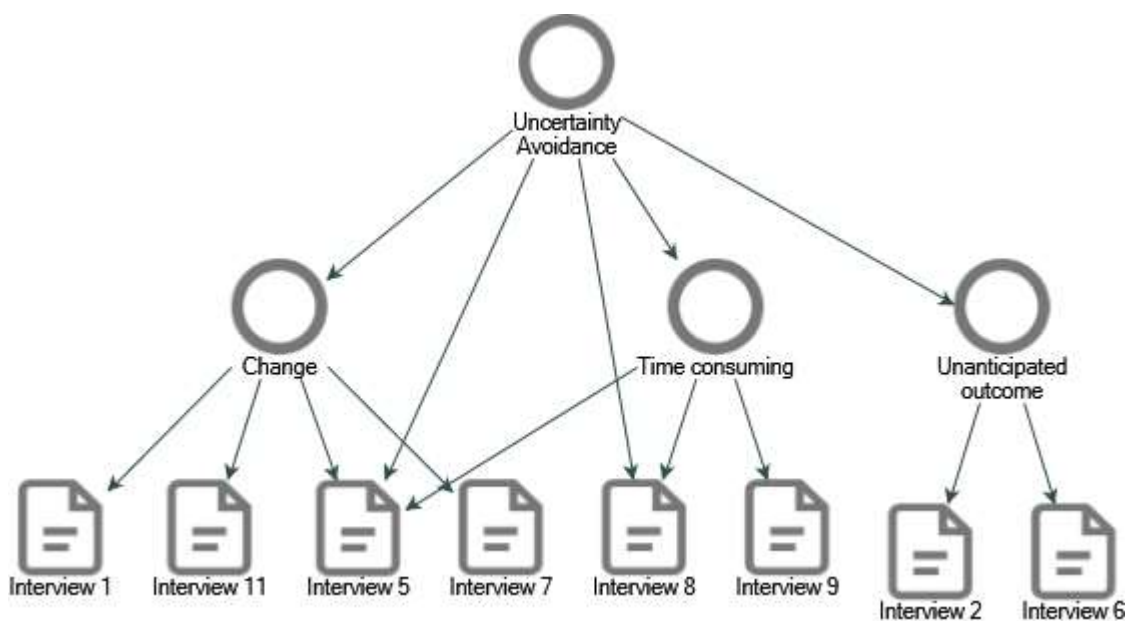 Uncertainty
Avoidance
Change
Time consuming
Unanticipated
outcome
Interview 1
Interview 11
Interview 5
Interview 7
Interview 8
Interview 9
Interview 2
Interview 6